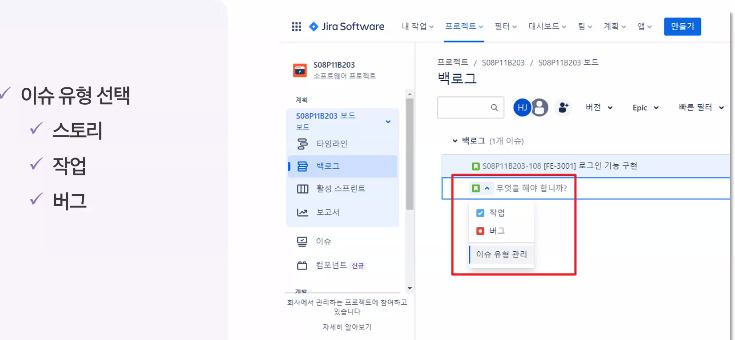 이슈 유형 선택
스토리
작업
버그
Jira Software
내 작업
프로젝트
필터
대시보드
팀
계획
앱
만들기
S08P11B203
소프트웨어 프로젝트
계획
S08P11B203 보드
보드
타임라인
백로그
활성 스프린트
보고서
이슈
컴포넌트 신규
회사에서 관리하는 프로젝트에 참여하고
있습니다
자세히 알아보기
프로젝트 / S08P11B203 / S08P11B203 보드
백로그
HJ
버전
Epic
빠른 필터
백로그 (1개 이슈)
S08P11B203-108 [FE-3001] 로그인 기능 구현
무엇을 해야 합니까?
작업
버그
이슈 유형 관리